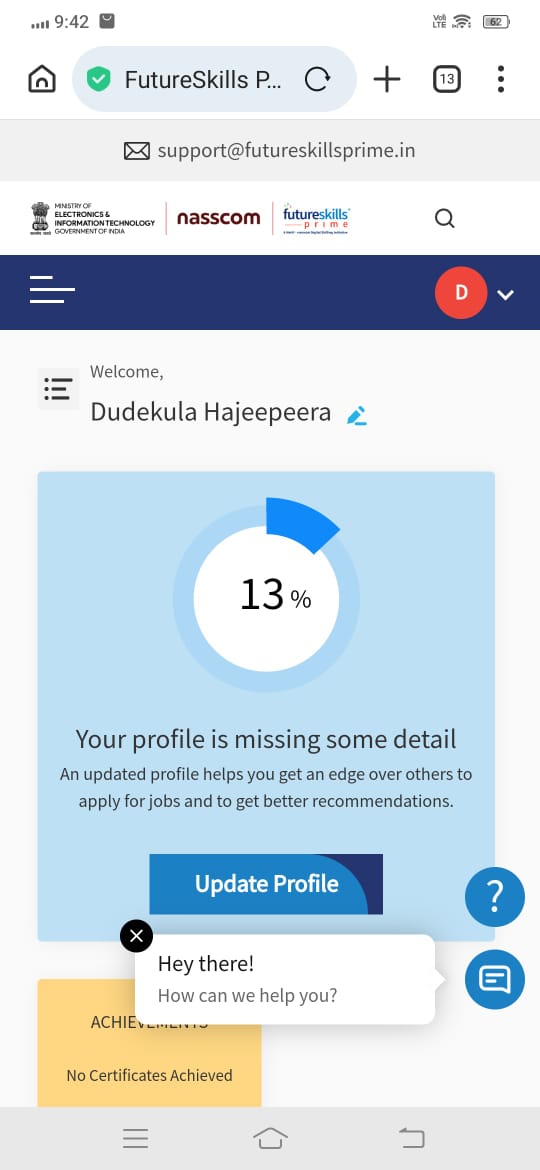 9:42
Volt LTE
62
FutureSkills P...
13
support@futureskillsprime.in
MINISTRY OF
ELECTRONICS &
INFORMATION TECHNOLOGY
GOVERNMENT OF INDIA
nasscom
futureskills
prime
D
Welcome,
Dudekula Hajeepeera
13 %
Your profile is missing some detail
An updated profile helps you get an edge over others to
apply for jobs and to get better recommendations.
Update Profile
?
Hey there!
How can we help you?
ACHIEVEMENTS
No Certificates Achieved